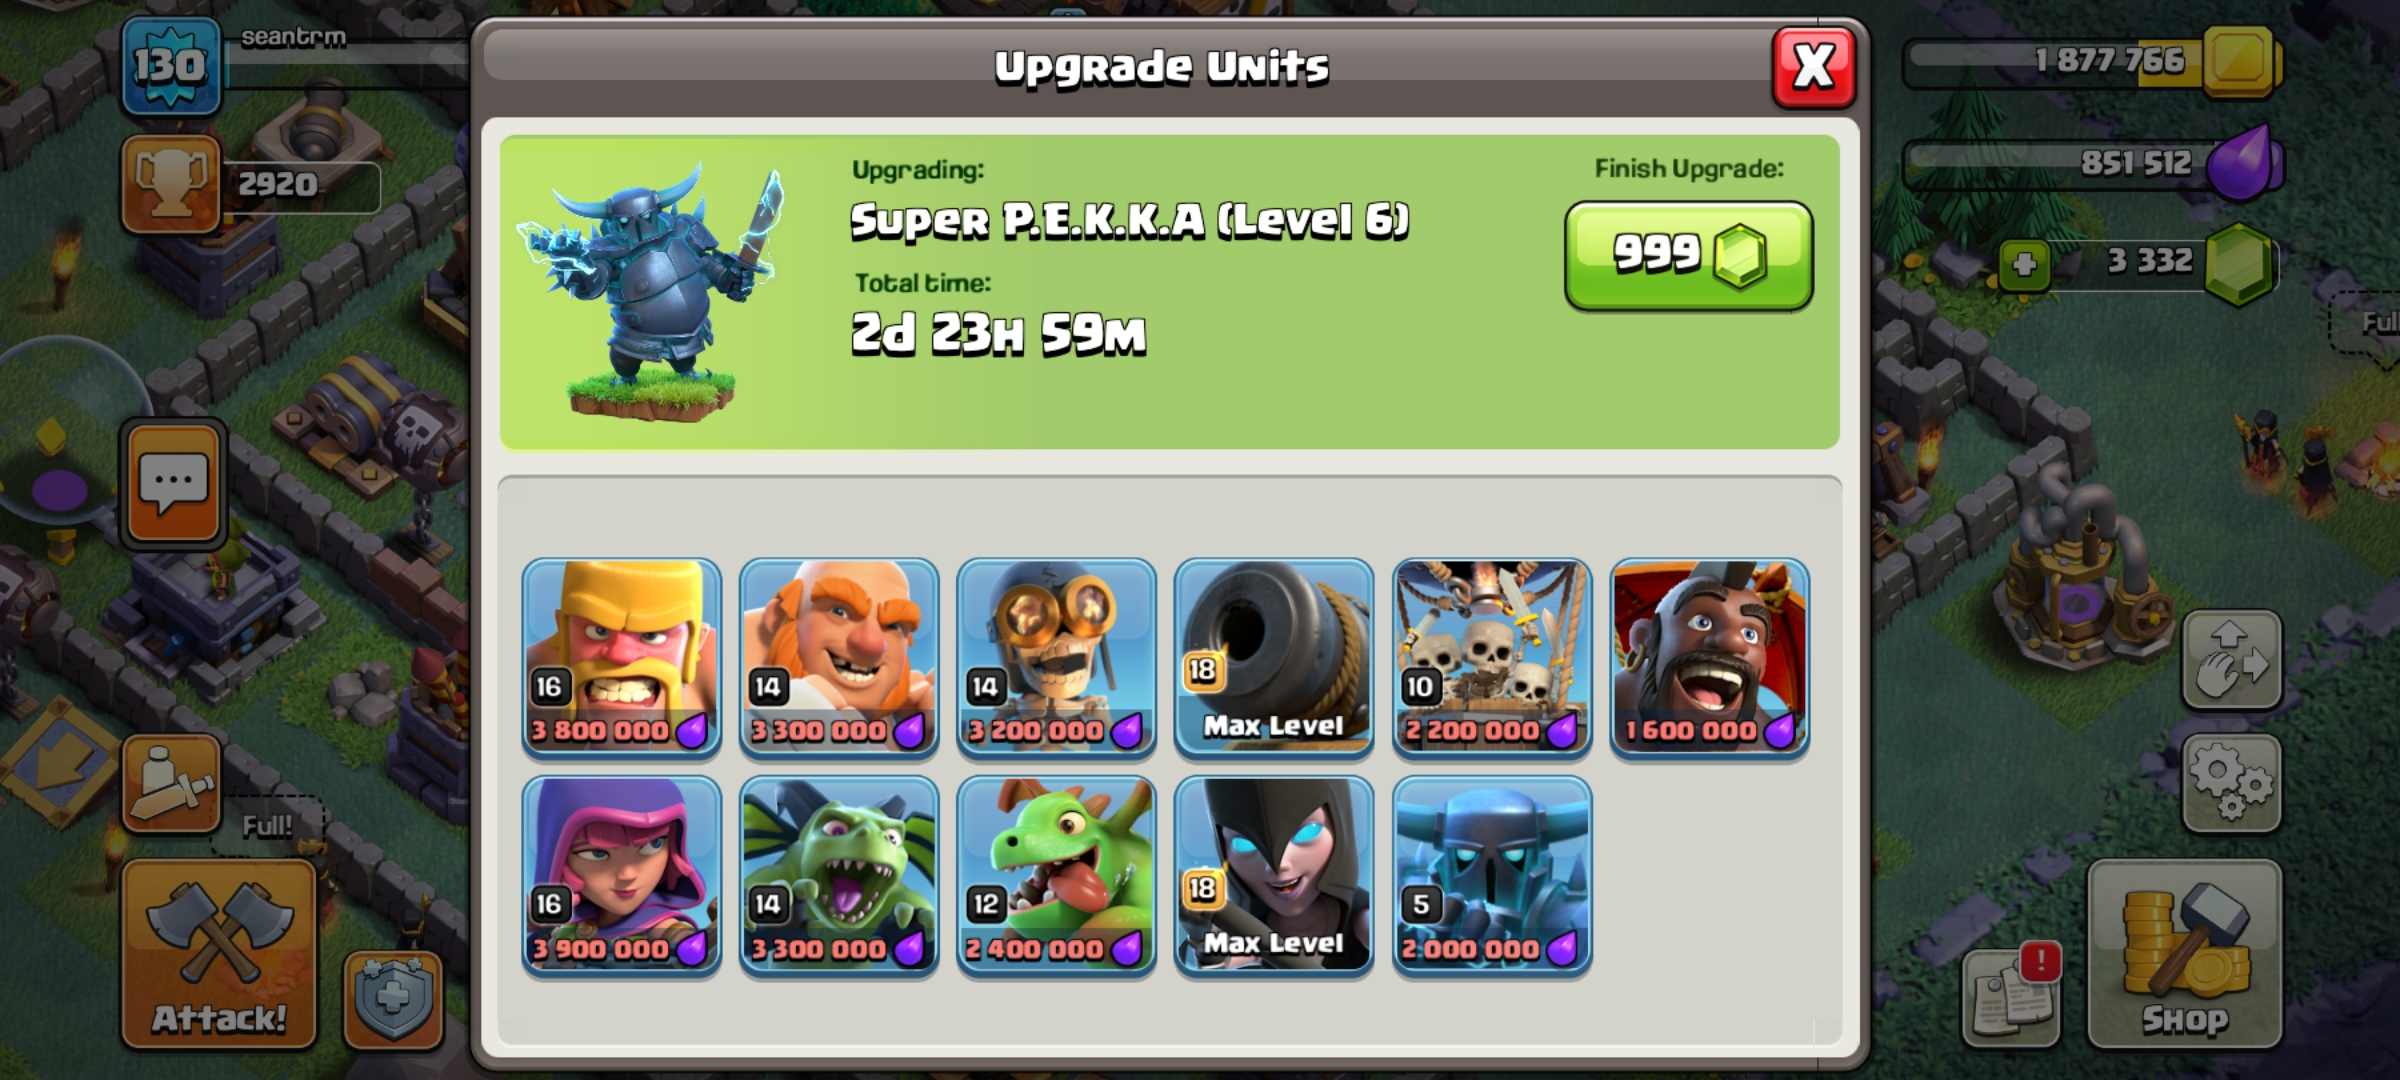 130
seantrm
Upgrade Units
X
1 877 766
2920
851 512
3 332
Upgrading:
Super P.E.K.K.A (Level 6)
Total time:
2d 23H 59M
Finish Upgrade:
999
Full!
Attack!
16
3 800 000
14
3 300 000
14
3 200 000
18
Max Level
10
2 200 000
1 600 000
16
3 900 000
14
3 300 000
12
2 400 000
18
Max Level
5
2 000 000
!
Shop